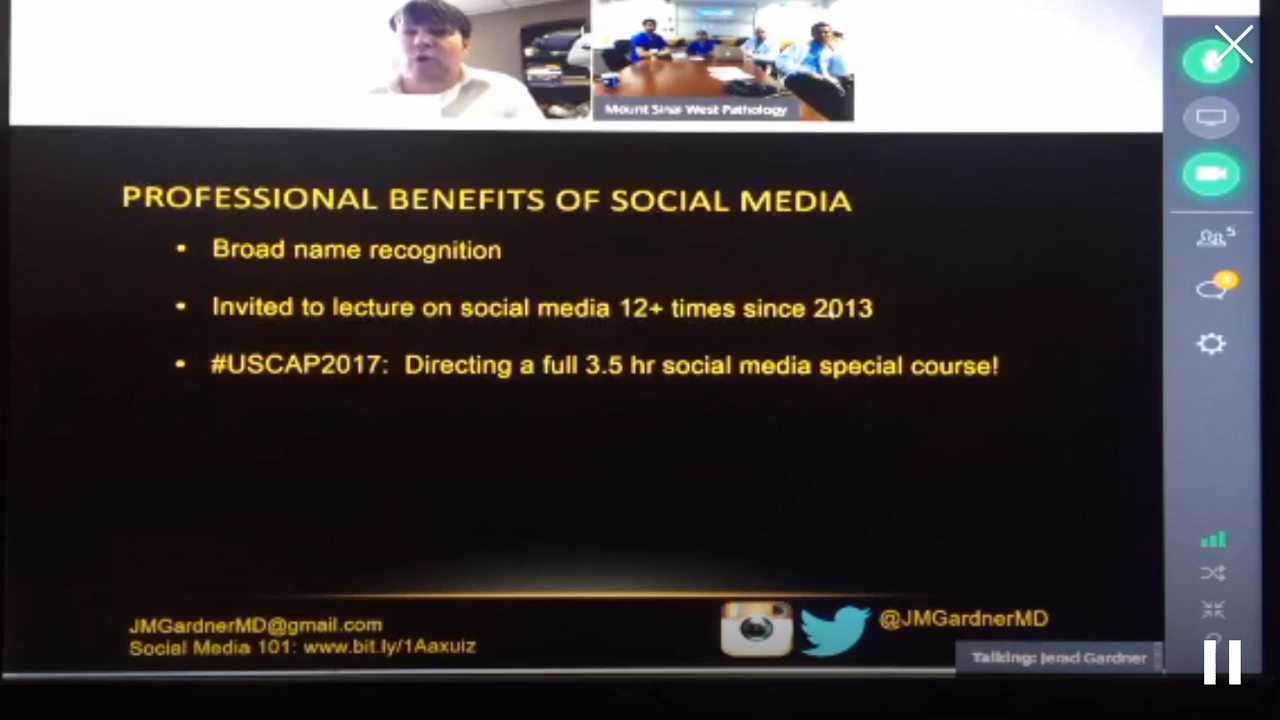 Mount Sinai West Pathology
PROFESSIONAL BENEFITS OF SOCIAL MEDIA
• Broad name recognition
• Invited to lecture on social media 12+ times since 2013
• #USCAP2017: Directing a full 3.5 hr social media special course!
JMGardnerMD@gmail.com
Social Media 101: www.bit.ly/1Aaxuiz
@JMGardnerMD
Talking: Jerad Gardner
5